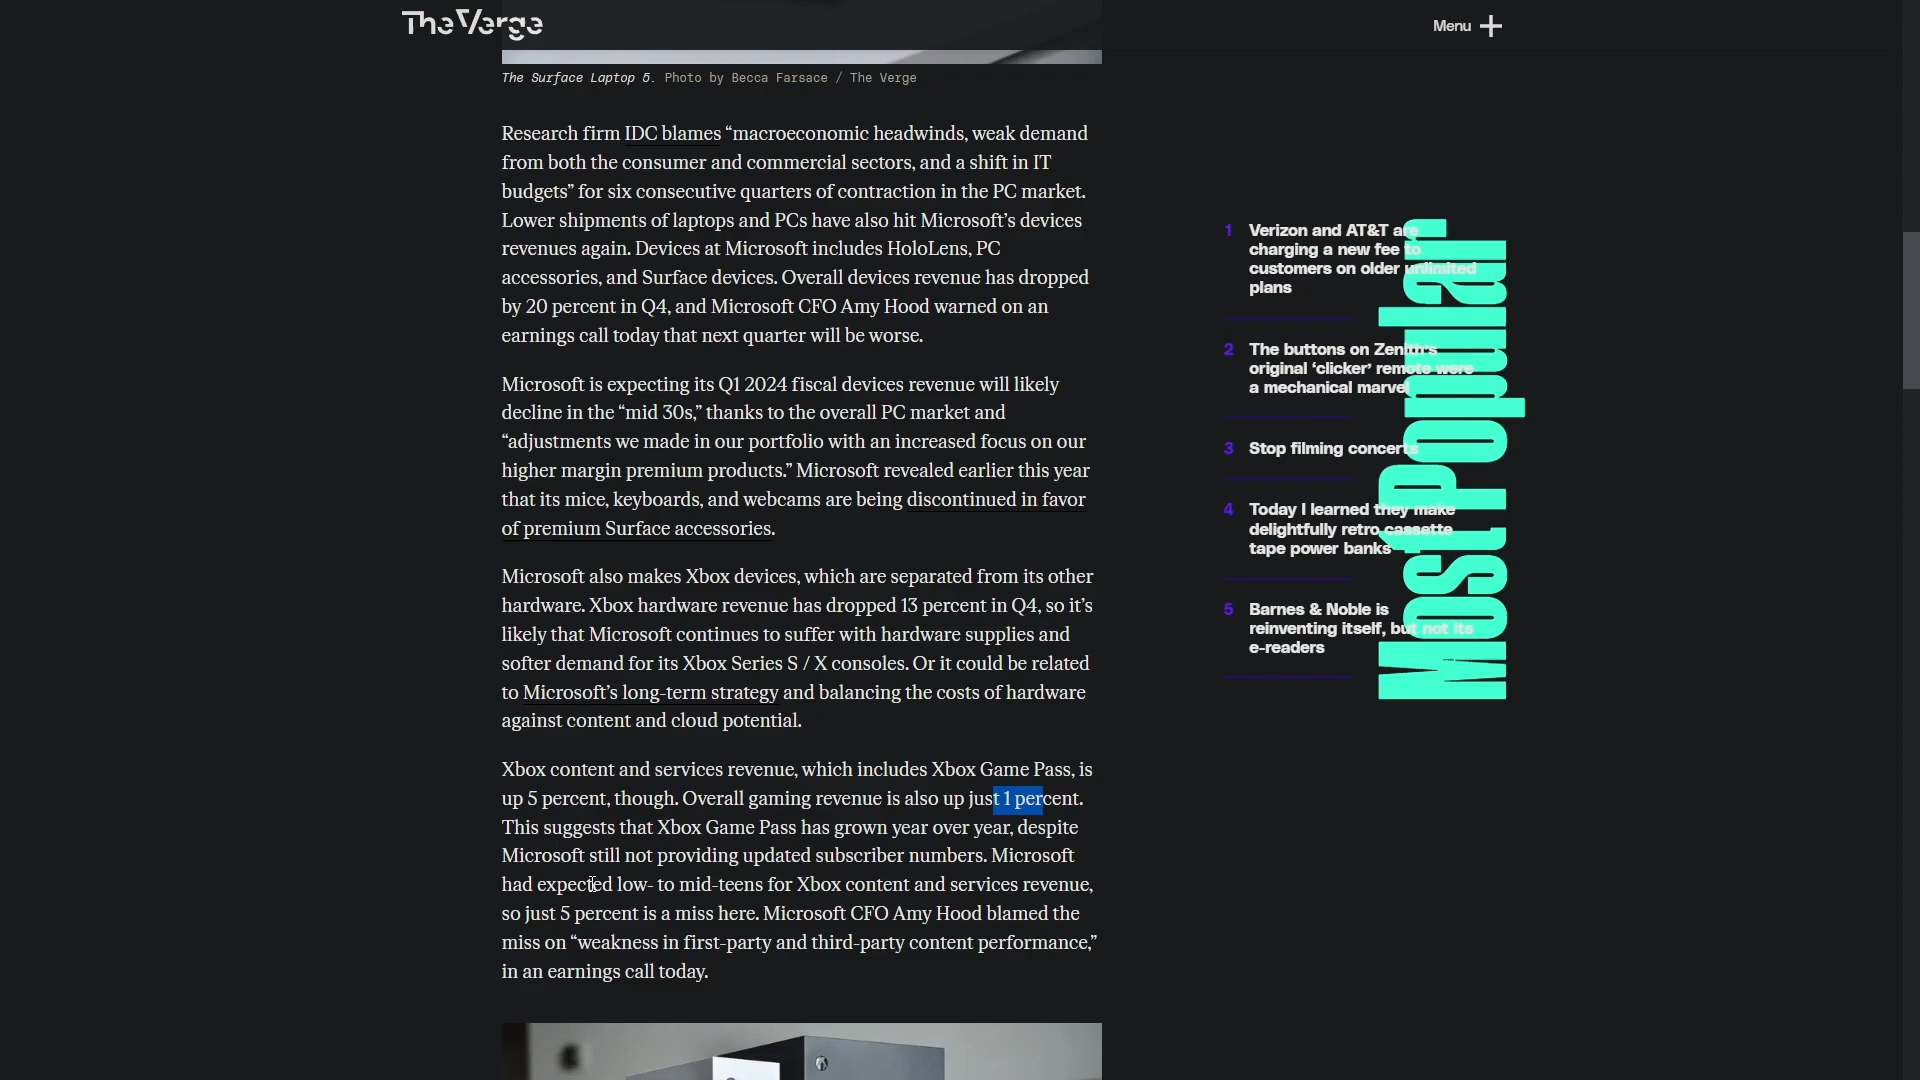 The Verge
Menu
The Surface Laptop 5. Photo by Becca Farsace / The Verge
Research firm IDC blames “macroeconomic headwinds, weak demand
from both the consumer and commercial sectors, and a shift in IT
budgets” for six consecutive quarters of contraction in the PC market.
Lower shipments of laptops and PCs have also hit Microsoft’s devices
revenues again. Devices at Microsoft includes HoloLens, PC
accessories, and Surface devices. Overall devices revenue has dropped
by 20 percent in Q4, and Microsoft CFO Amy Hood warned on an
earnings call today that next quarter will be worse.
Microsoft is expecting its Q1 2024 fiscal devices revenue will likely
decline in the “mid 30s,” thanks to the overall PC market and
“adjustments we made in our portfolio with an increased focus on our
higher margin premium products.” Microsoft revealed earlier this year
that its mice, keyboards, and webcams are being discontinued in favor
of premium Surface accessories.
Microsoft also makes Xbox devices, which are separated from its other
hardware. Xbox hardware revenue has dropped 13 percent in Q4, so it’s
likely that Microsoft continues to suffer with hardware supplies and
softer demand for its Xbox Series S / X consoles. Or it could be related
to Microsoft’s long-term strategy and balancing the costs of hardware
against content and cloud potential.
Xbox content and services revenue, which includes Xbox Game Pass, is
up 5 percent, though. Overall gaming revenue is also up just 1 percent.
This suggests that Xbox Game Pass has grown year over year, despite
Microsoft still not providing updated subscriber numbers. Microsoft
had expected low- to mid-teens for Xbox content and services revenue,
so just 5 percent is a miss here. Microsoft CFO Amy Hood blamed the
miss on “weakness in first-party and third-party content performance,”
in an earnings call today.
Most Popular
1 Verizon and AT&T are
charging a new fee to
customers on older unlimited
plans
2 The buttons on Zenith’s
original ‘clicker’ remote were
a mechanical marvel
3 Stop filming concerts
4 Today I learned they make
delightfully retro cassette
tape power banks
5 Barnes & Noble is
reinventing itself, but not its
e-readers